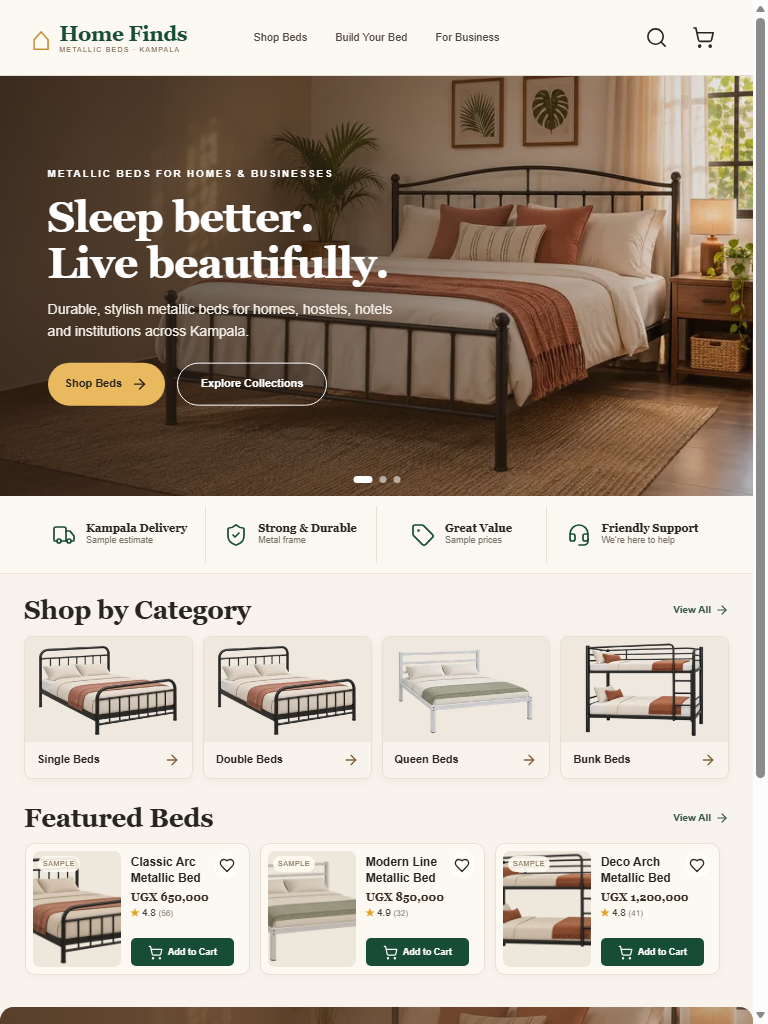 Home Finds
METALLIC BEDS · KAMPALA
Shop Beds
Build Your Bed
For Business
METALLIC BEDS FOR HOMES & BUSINESSES
Sleep better.
Live beautifully.
Durable, stylish metallic beds for homes, hostels, hotels
and institutions across Kampala.
Shop Beds
Explore Collections
Kampala Delivery
Sample estimate
Strong & Durable
Metal frame
Great Value
Sample prices
Friendly Support
We're here to help
Shop by Category
View All
Single Beds
Double Beds
Queen Beds
Bunk Beds
Featured Beds
View All
SAMPLE
Classic Arc
Metallic Bed
UGX 650,000
4.8 (56)
Add to Cart
SAMPLE
Modern Line
Metallic Bed
UGX 850,000
4.9 (32)
Add to Cart
SAMPLE
Deco Arch
Metallic Bed
UGX 1,200,000
4.8 (41)
Add to Cart